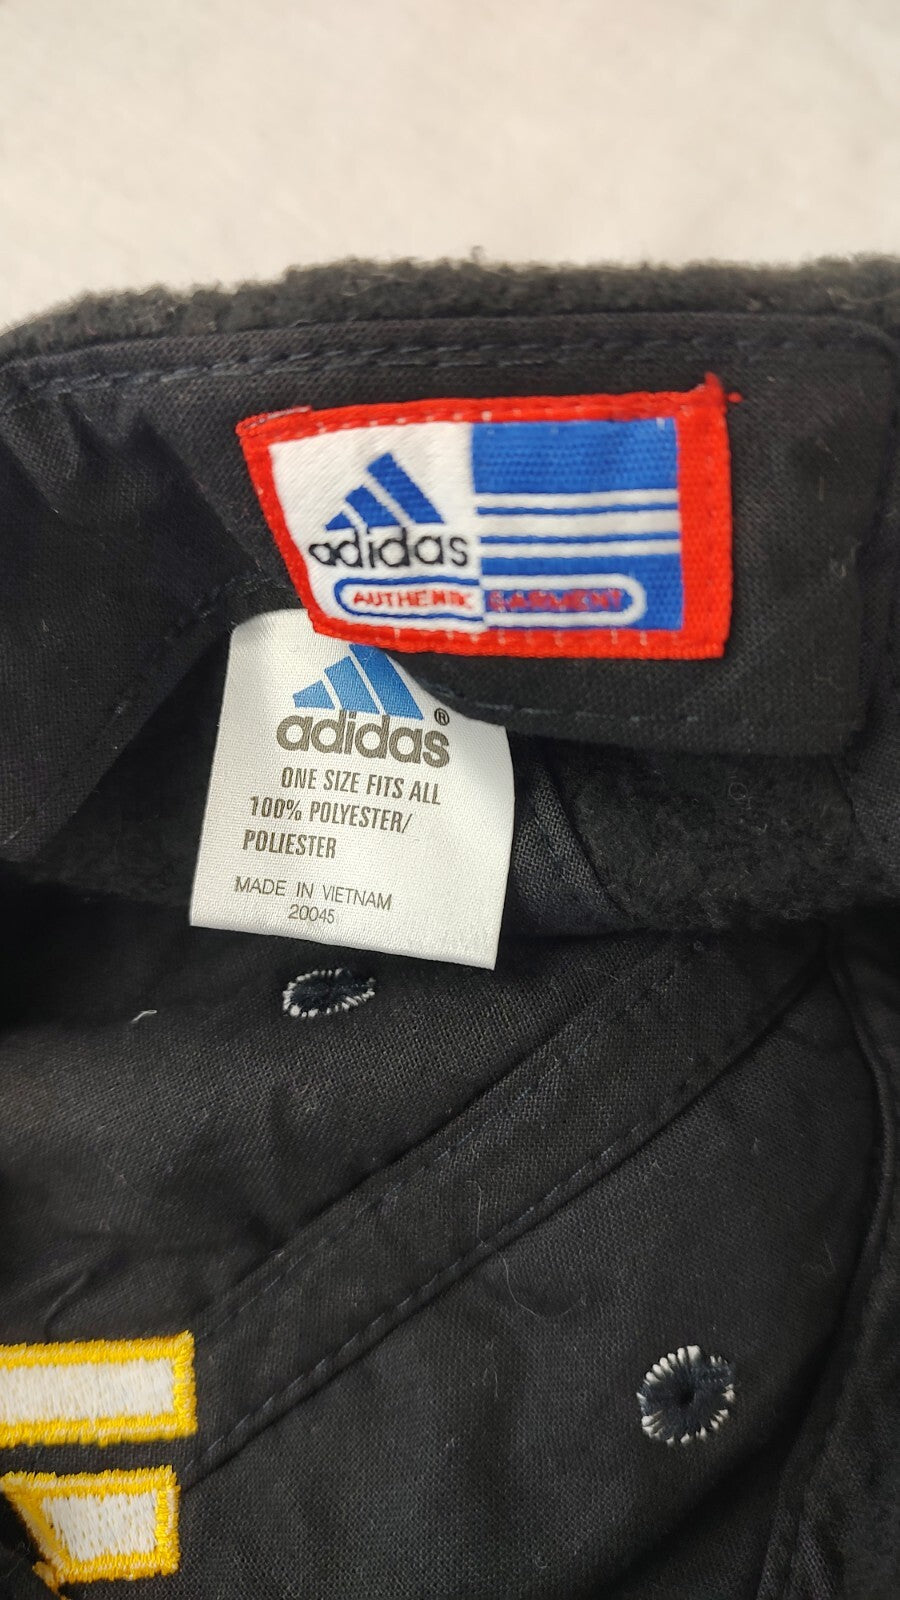 adidas
AUTHENTIC GARMENT
adidas®
ONE SIZE FITS ALL
100% POLYESTER/
POLIESTER
MADE IN VIETNAM
20045